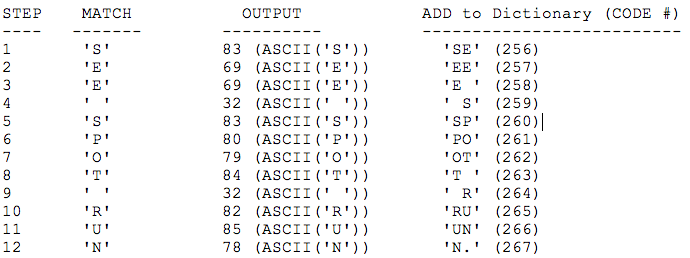 STEP    MATCH            OUTPUT            ADD to Dictionary (CODE #)
----    -------          ----------        --------------------------
1       'S'              83 (ASCII('S'))     'SE' (256)
2       'E'              69 (ASCII('E'))     'EE' (257)
3       'E'              69 (ASCII('E'))     'E ' (258)
4       ' '              32 (ASCII(' '))     ' S' (259)
5       'S'              83 (ASCII('S'))     'SP' (260)
6       'P'              80 (ASCII('P'))     'PO' (261)
7       'O'              79 (ASCII('O'))     'OT' (262)
8       'T'              84 (ASCII('T'))     'T ' (263)
9       ' '              32 (ASCII(' '))     ' R' (264)
10      'R'              82 (ASCII('R'))     'RU' (265)
11      'U'              85 (ASCII('U'))     'UN' (266)
12      'N'              78 (ASCII('N'))     'N.' (267)